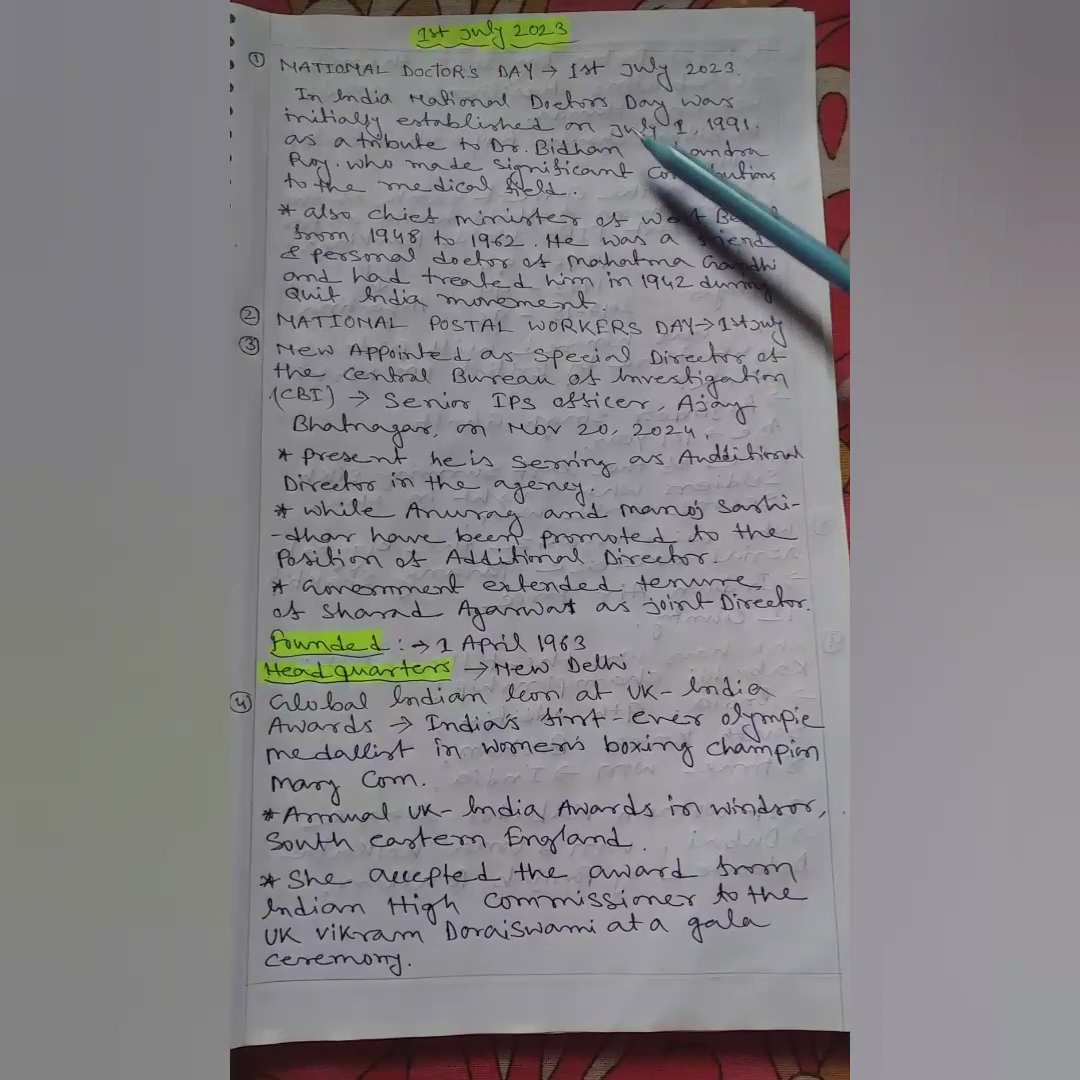 1st July 2023
① NATIONAL DOCTOR'S DAY → 1st July 2023.
In India National Doctors Day was
initially established on July 1, 1991.
as a tribute to Dr. Bidhan
Roy. who made significant
to the medical field.
* also chief minister of West
from 1948 to 1962. He was a friend
& personal doctor of Mahatma Gandhi
and had treated him in 1942 during
Quit India movement.
② NATIONAL POSTAL WORKERS DAY → 1st July
③ New Appointed as Special Director of
the Central Bureau of Investigation
(CBI) → Senior IPS officer, Ajay
Bhatnagar, on Nov 20, 2024.
* present he is serving as Audditional
Director in the agency.
* while Anurag and manoj Sashi-
-dhar have been promoted to the
Position of Additional Director.
* Government extended tenure
of Sharad Agarwal as joint Director.
Founded : → 1 April 1963
Headquarters → New Delhi
④ Global Indian Icon at UK-India
Awards → India's first-ever olympic
medallist in women's boxing champion
Mary Com.
* Annual UK-India Awards in windsor,
South eastern England.
* She accepted the award from
Indian High Commissioner to the
UK Vikram Doraiswami at a gala
ceremony.